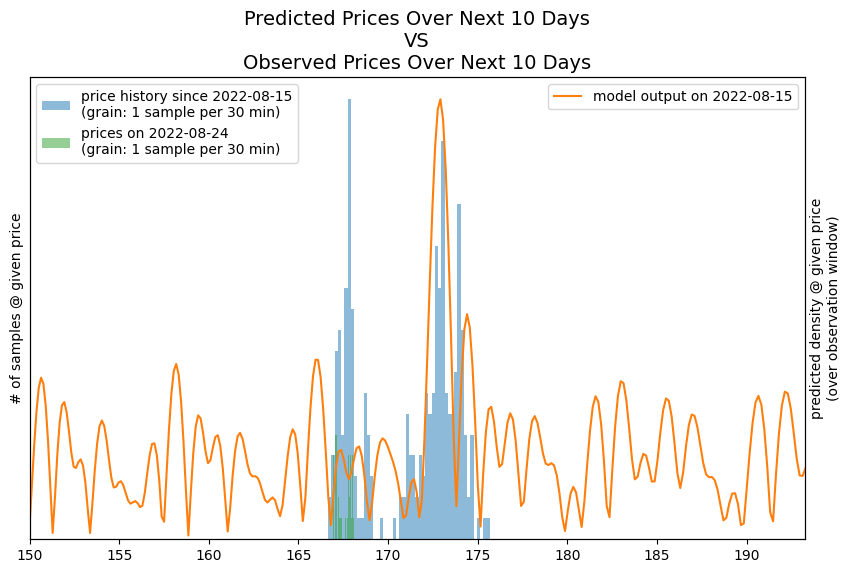 Predicted Prices Over Next 10 Days
VS
Observed Prices Over Next 10 Days
price history since 2022-08-15
(grain: 1 sample per 30 min)
prices on 2022-08-24
(grain: 1 sample per 30 min)
model output on 2022-08-15
# of samples @ given price
predicted density @ given price
(over observation window)
150 155 160 165 170 175 180 185 190